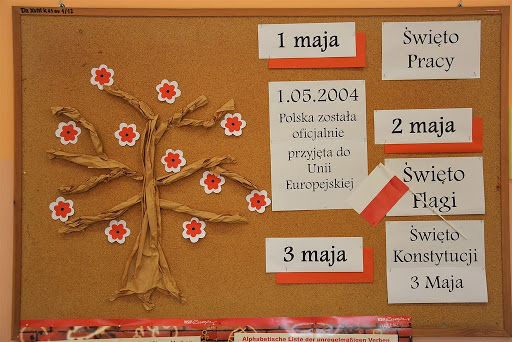 1 maja
Święto
Pracy
1.05.2004
Polska została
oficjalnie
przyjęta do
Unii
Europejskiej
2 maja
Święto
Flagi
3 maja
Święto
Konstytucji
3 Maja
Alphabetische Liste der unregelmäßigen Verben